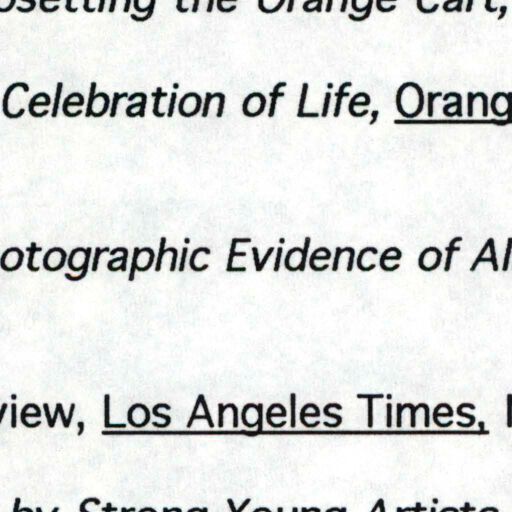 psetting the Orange Cart,
Celebration of Life, Orang
otographic Evidence of Al
view, Los Angeles Times,
by Strong Young Artists